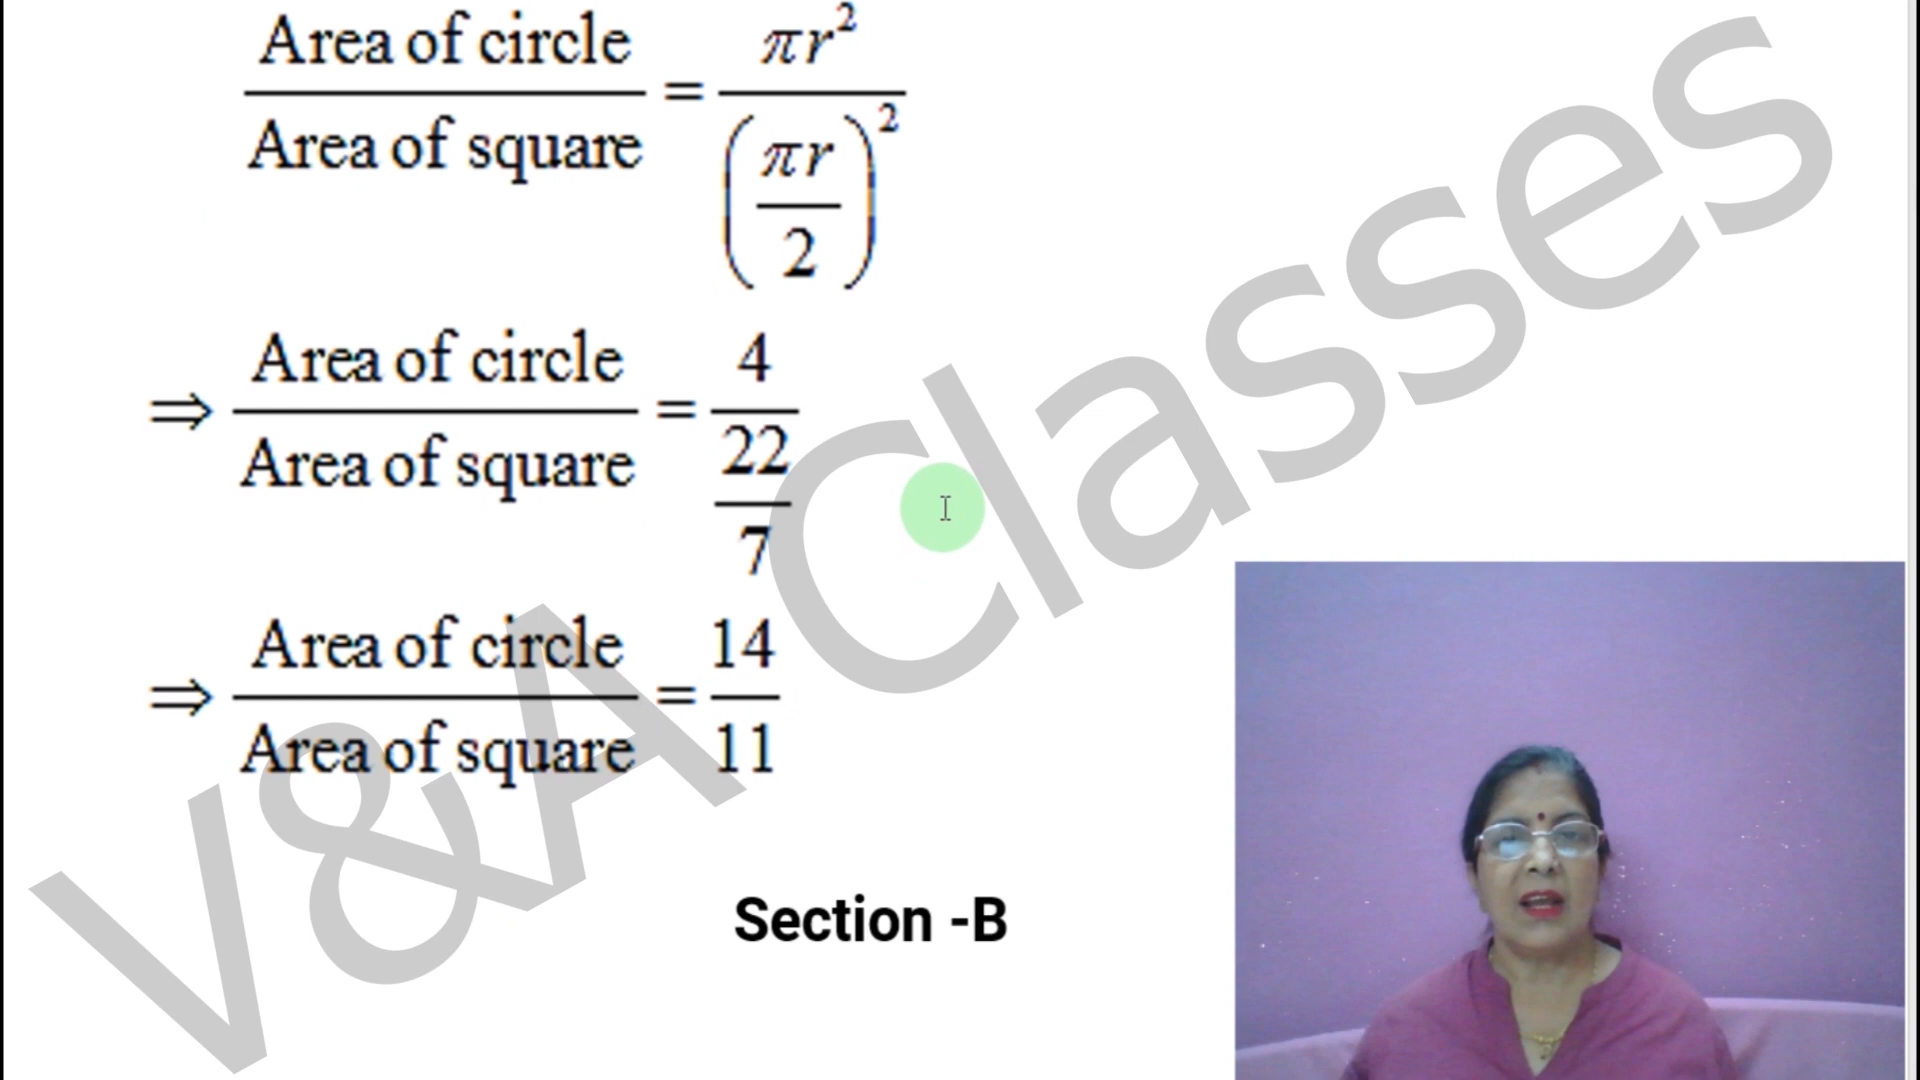 Area of circle / Area of square = πr² / (πr/2)²
⇒ Area of circle / Area of square = 4 / (22/7)
⇒ Area of circle / Area of square = 14 / 11
Section -B
V&A Classes